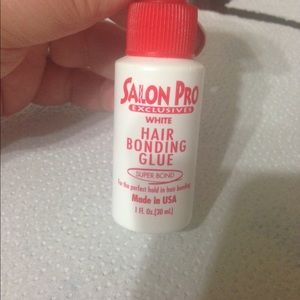 SALON PRO
EXCLUSIVES
WHITE
HAIR
BONDING
GLUE
SUPER BOND
For the perfect hold in hair bonding
Made in USA
1 Fl. Oz.(30 ml.)